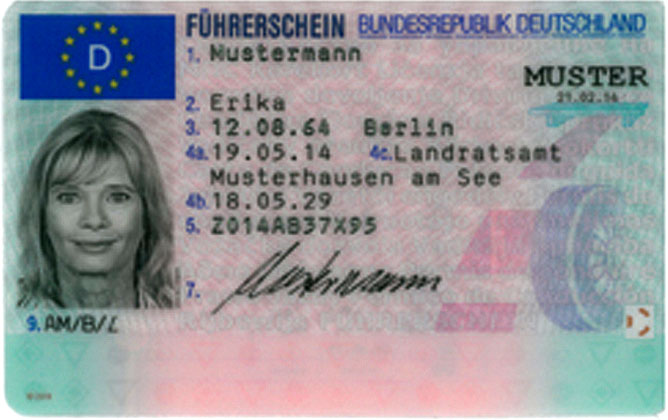 D
FÜHRERSCHEIN BUNDESREPUBLIK DEUTSCHLAND
1. Mustermann
MUSTER
21.02.14
2. Erika
3. 12.08.64 Berlin
4a. 19.05.14 4c. Landratsamt
Musterhausen am See
4b. 18.05.29
5. Z014AB37X95
7. Mustermann
9. AM/B/L